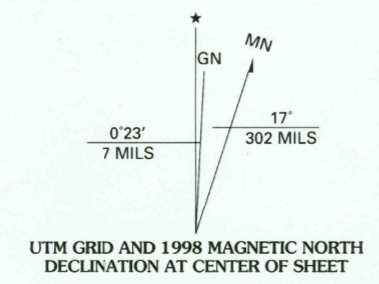 ★
GN
MN
0°23′
7 MILS
17°
302 MILS
UTM GRID AND 1998 MAGNETIC NORTH
DECLINATION AT CENTER OF SHEET